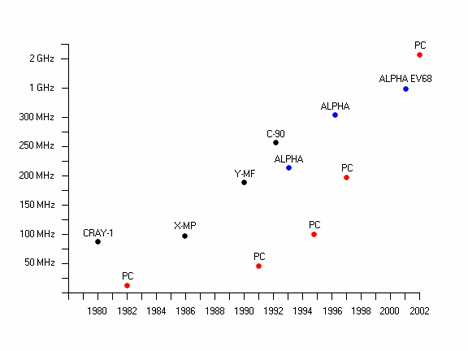 PC
2 GHz
ALPHA EV68
1 GHz
ALPHA
300 MHz
C-90
250 MHz
ALPHA
Y-MF
PC
200 MHz
150 MHz
X-MP
PC
CRAY-1
100 MHz
PC
50 MHz
PC
1980 1982 1984 1986 1988 1990 1992 1994 1996 1998 2000 2002